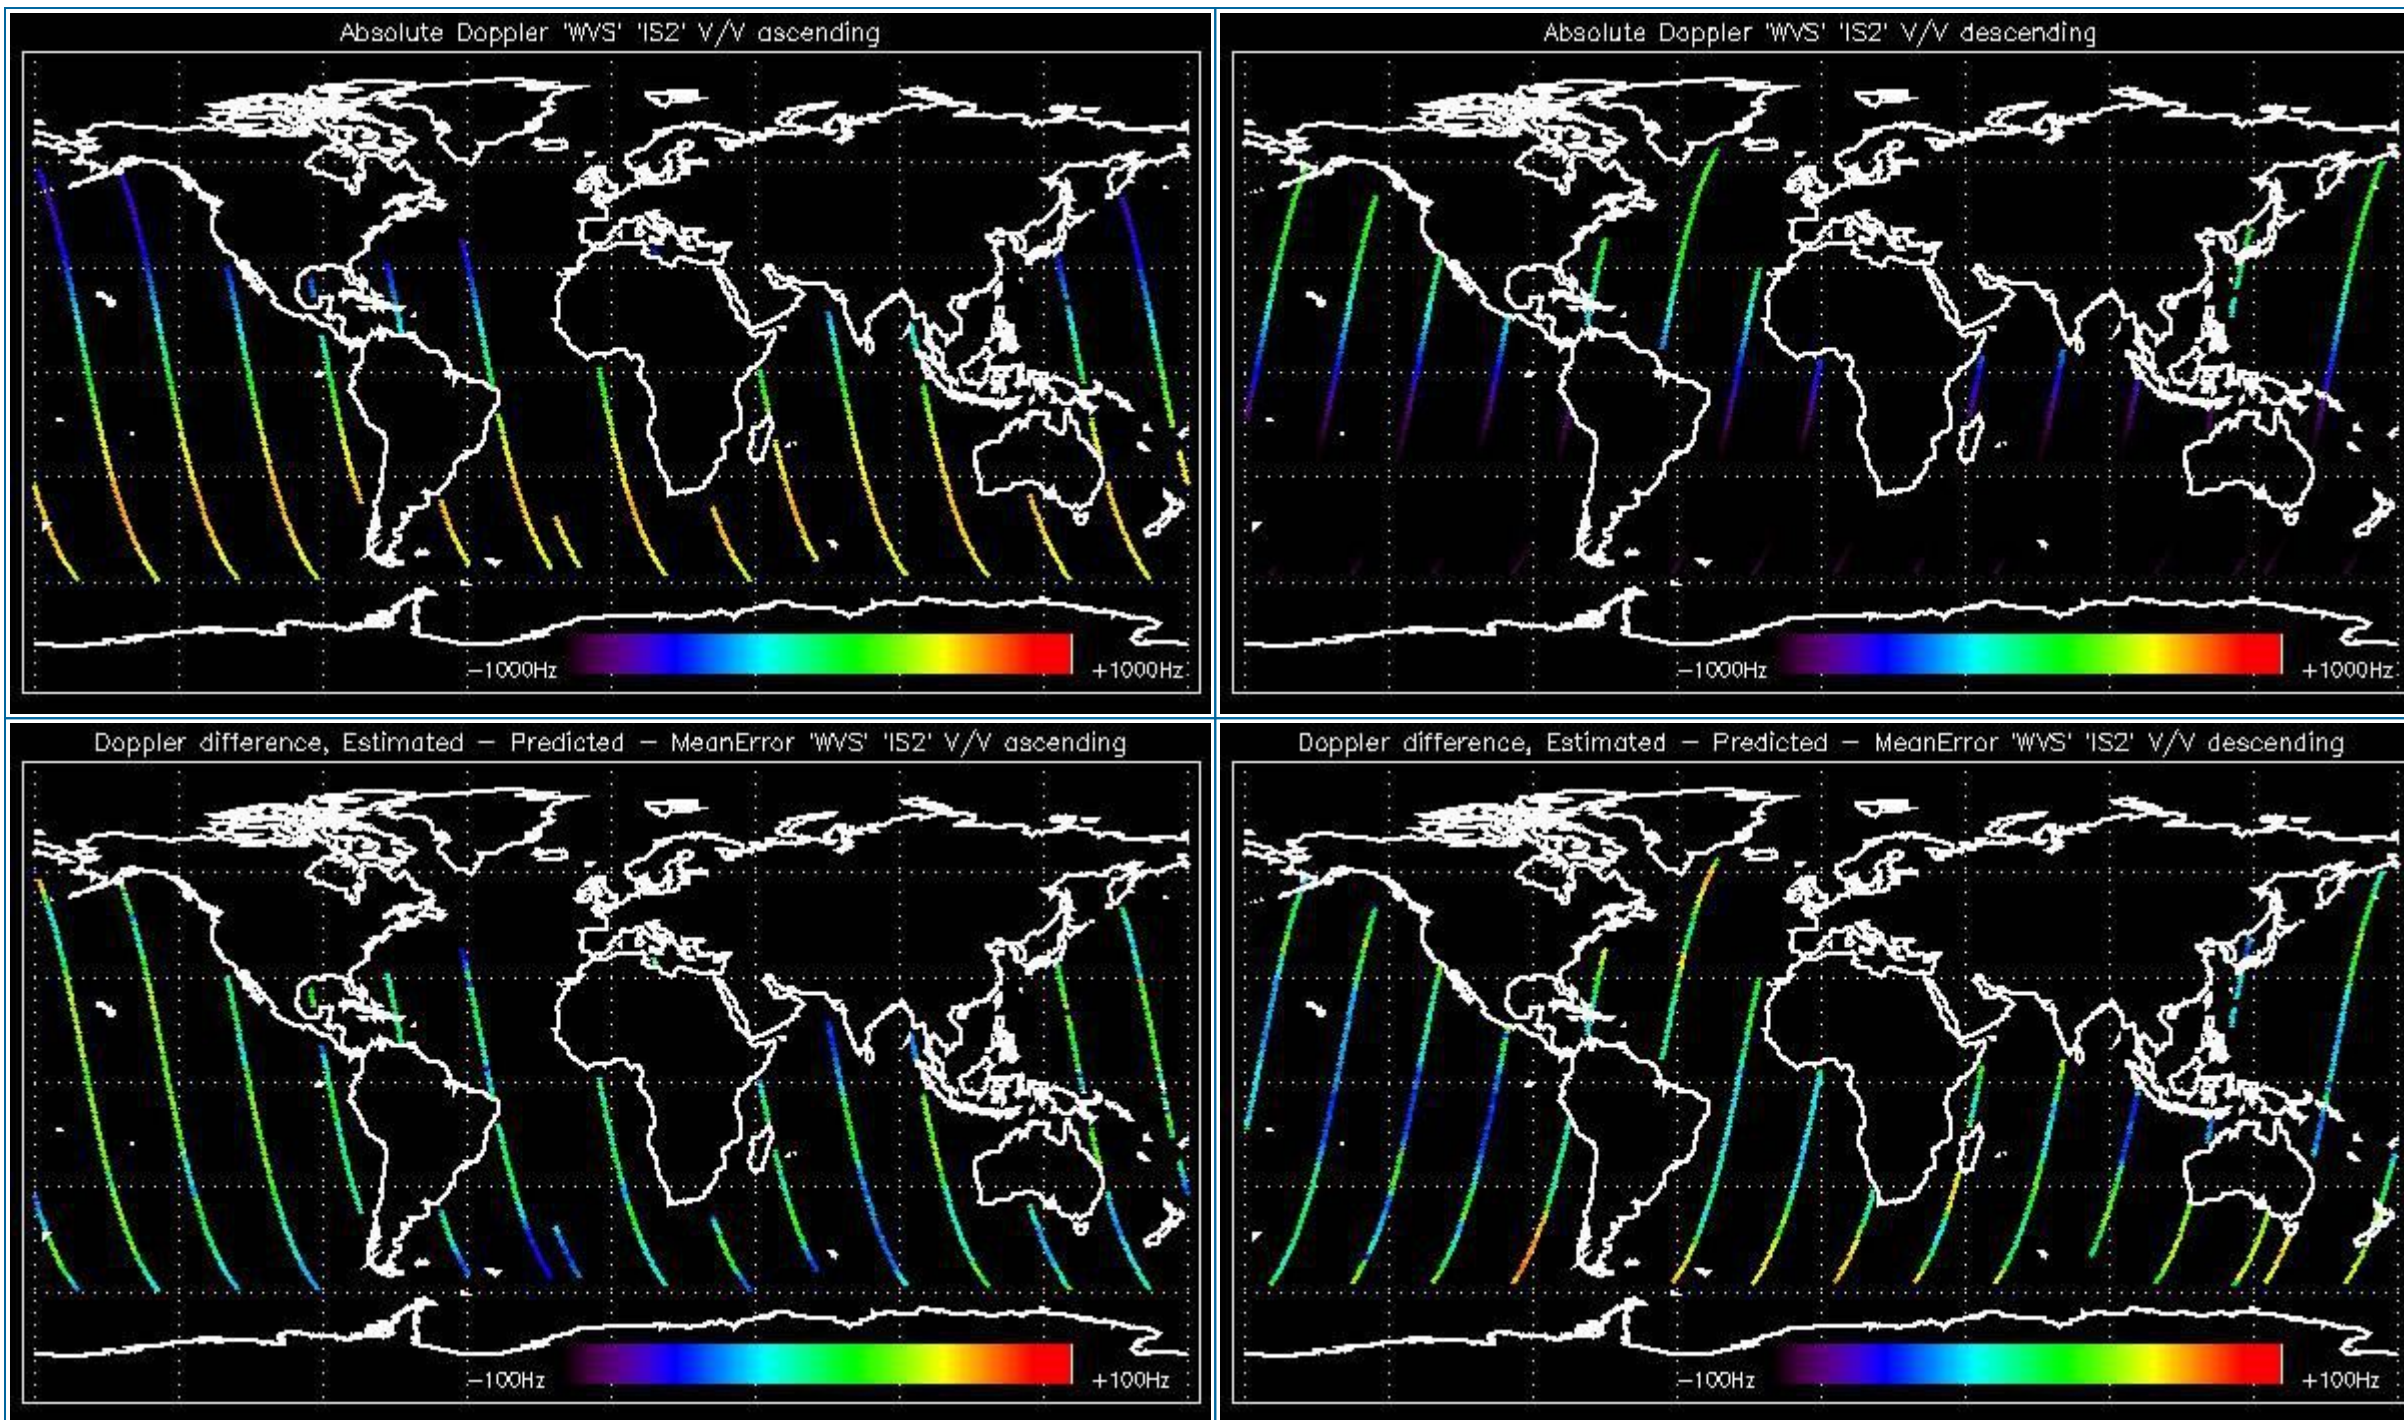 Absolute Doppler 'WVS' 'IS2' V/V ascending
−1000Hz
+1000Hz
Absolute Doppler 'WVS' 'IS2' V/V descending
−1000Hz
+1000Hz
Doppler difference, Estimated − Predicted − MeanError 'WVS' 'IS2' V/V ascending
−100Hz
+100Hz
Doppler difference, Estimated − Predicted − MeanError 'WVS' 'IS2' V/V descending
−100Hz
+100Hz